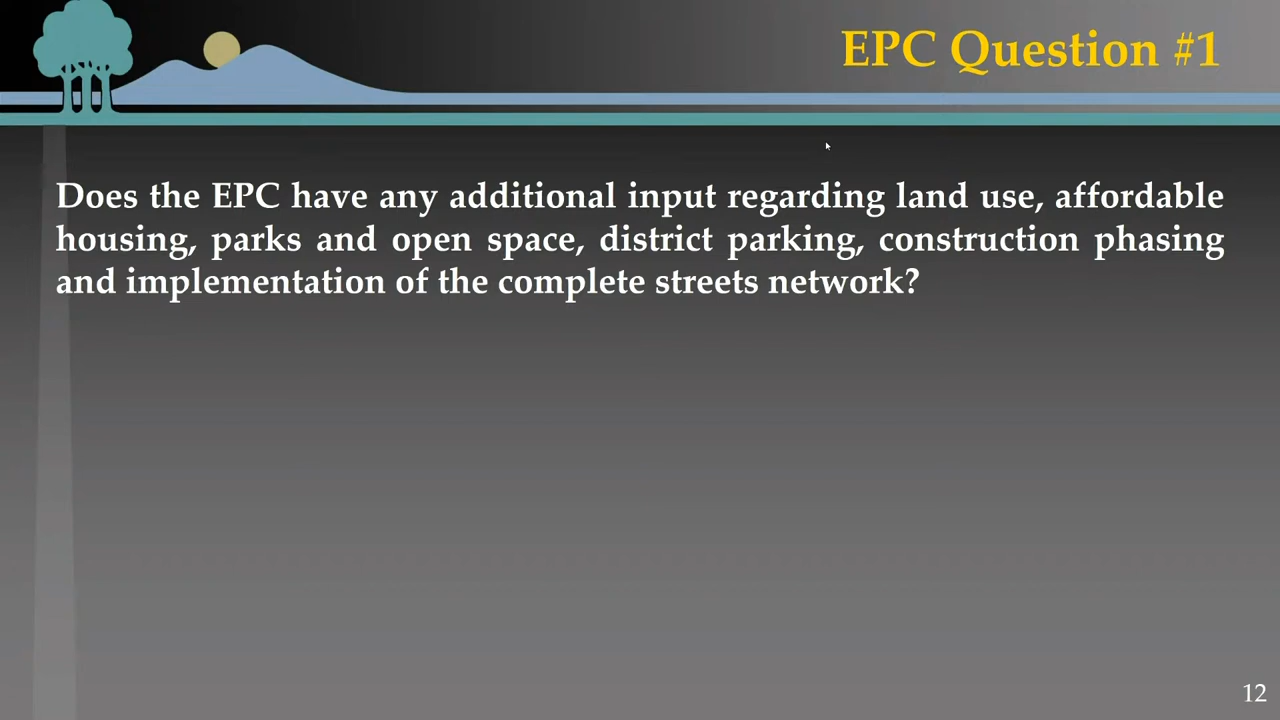 EPC Question #1
Does the EPC have any additional input regarding land use, affordable
housing, parks and open space, district parking, construction phasing
and implementation of the complete streets network?
12